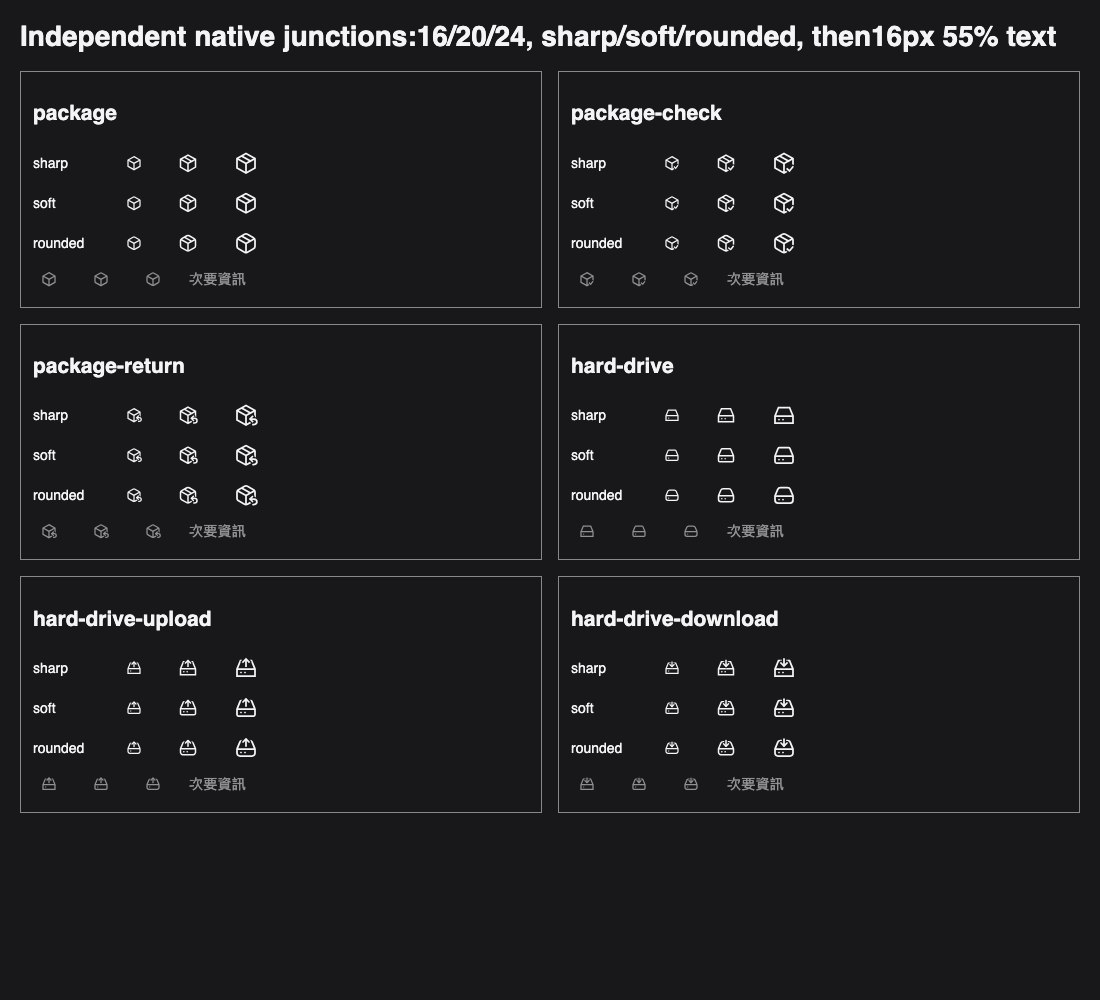 Independent native junctions:16/20/24, sharp/soft/rounded, then16px 55% text
package
sharp
soft
rounded
次要資訊
package-check
sharp
soft
rounded
次要資訊
package-return
sharp
soft
rounded
次要資訊
hard-drive
sharp
soft
rounded
次要資訊
hard-drive-upload
sharp
soft
rounded
次要資訊
hard-drive-download
sharp
soft
rounded
次要資訊